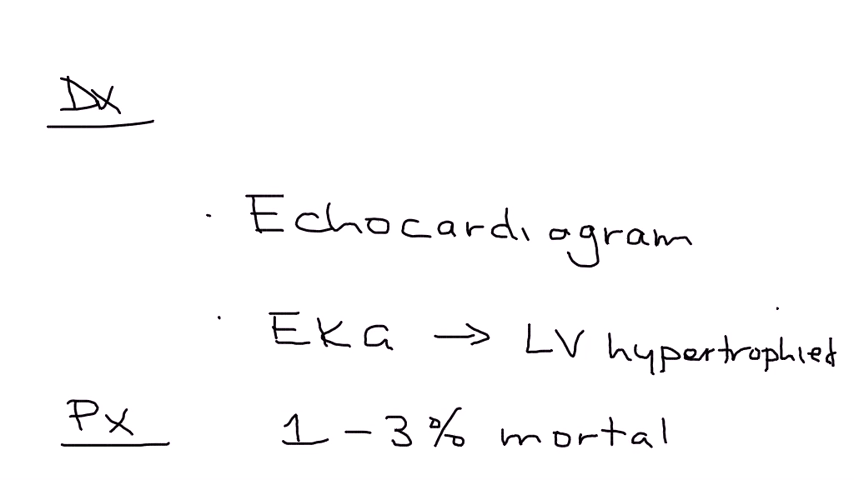 Dx
· Echocardiogram
· EKG → LV hypertrophied
Px 1-3% mortal